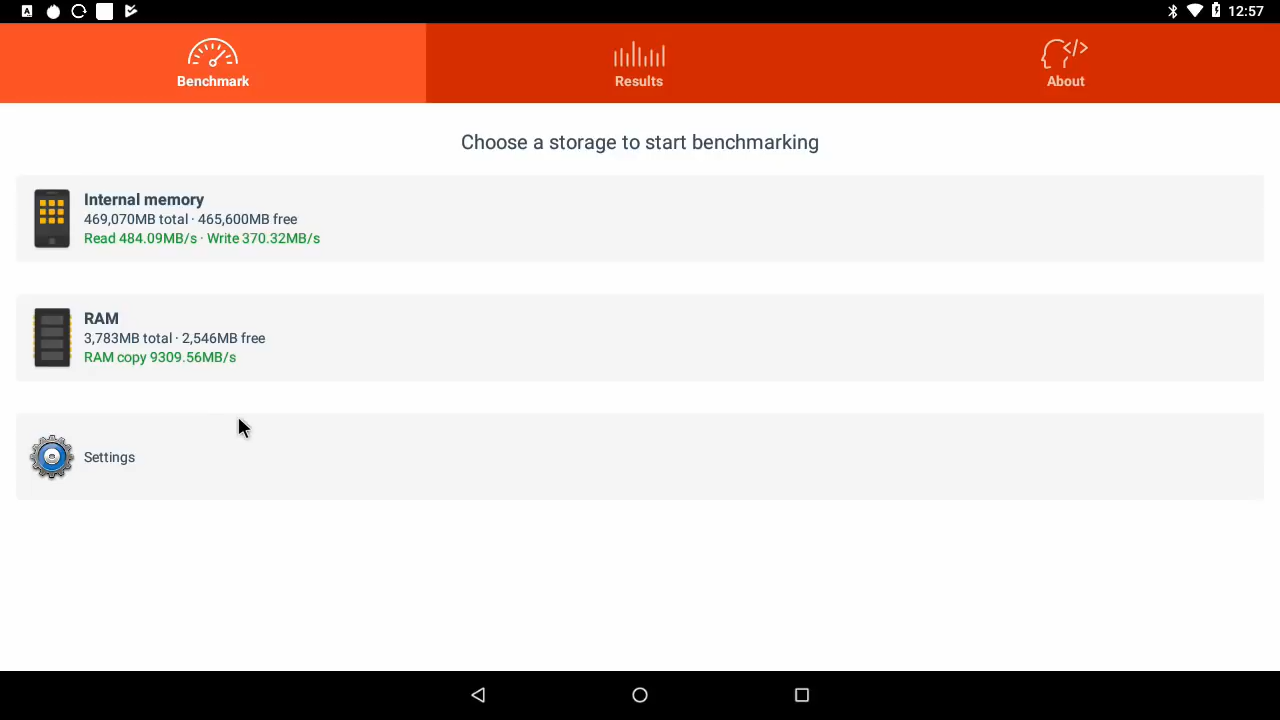 12:57
Benchmark
Results
About
Choose a storage to start benchmarking
Internal memory
469,070MB total · 465,600MB free
Read 484.09MB/s · Write 370.32MB/s
RAM
3,783MB total · 2,546MB free
RAM copy 9309.56MB/s
Settings